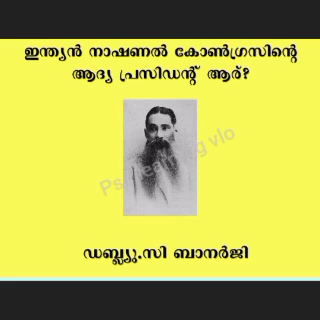 ഇന്ത്യൻ നാഷണൽ കോൺഗ്രസിന്റെ
ആദ്യ പ്രസിഡന്റ് ആര്?
ഡബ്ല്യു.സി ബാനർജി